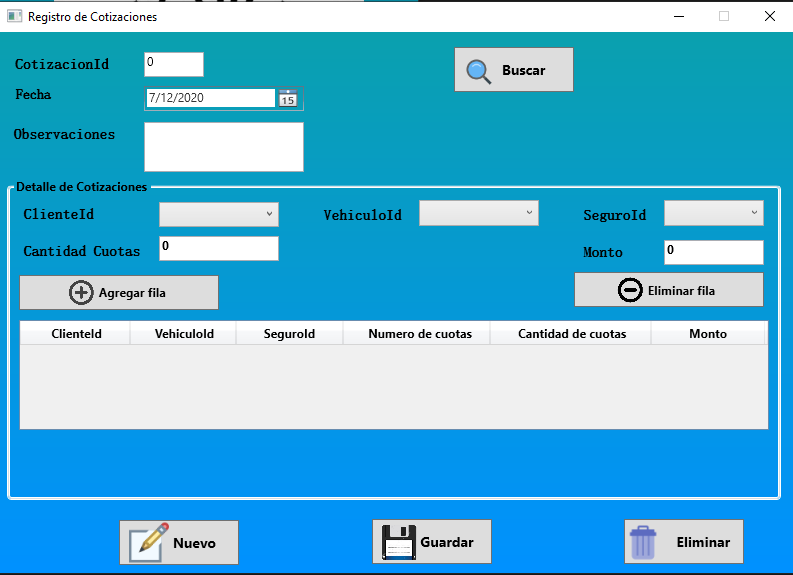 Registro de Cotizaciones
CotizacionId 0 Buscar
Fecha 7/12/2020 15
Observaciones
Detalle de Cotizaciones
ClienteId VehiculoId SeguroId
Cantidad Cuotas 0 Monto 0
Agregar fila Eliminar fila
ClienteId VehiculoId SeguroId Numero de cuotas Cantidad de cuotas Monto
Nuevo Guardar Eliminar